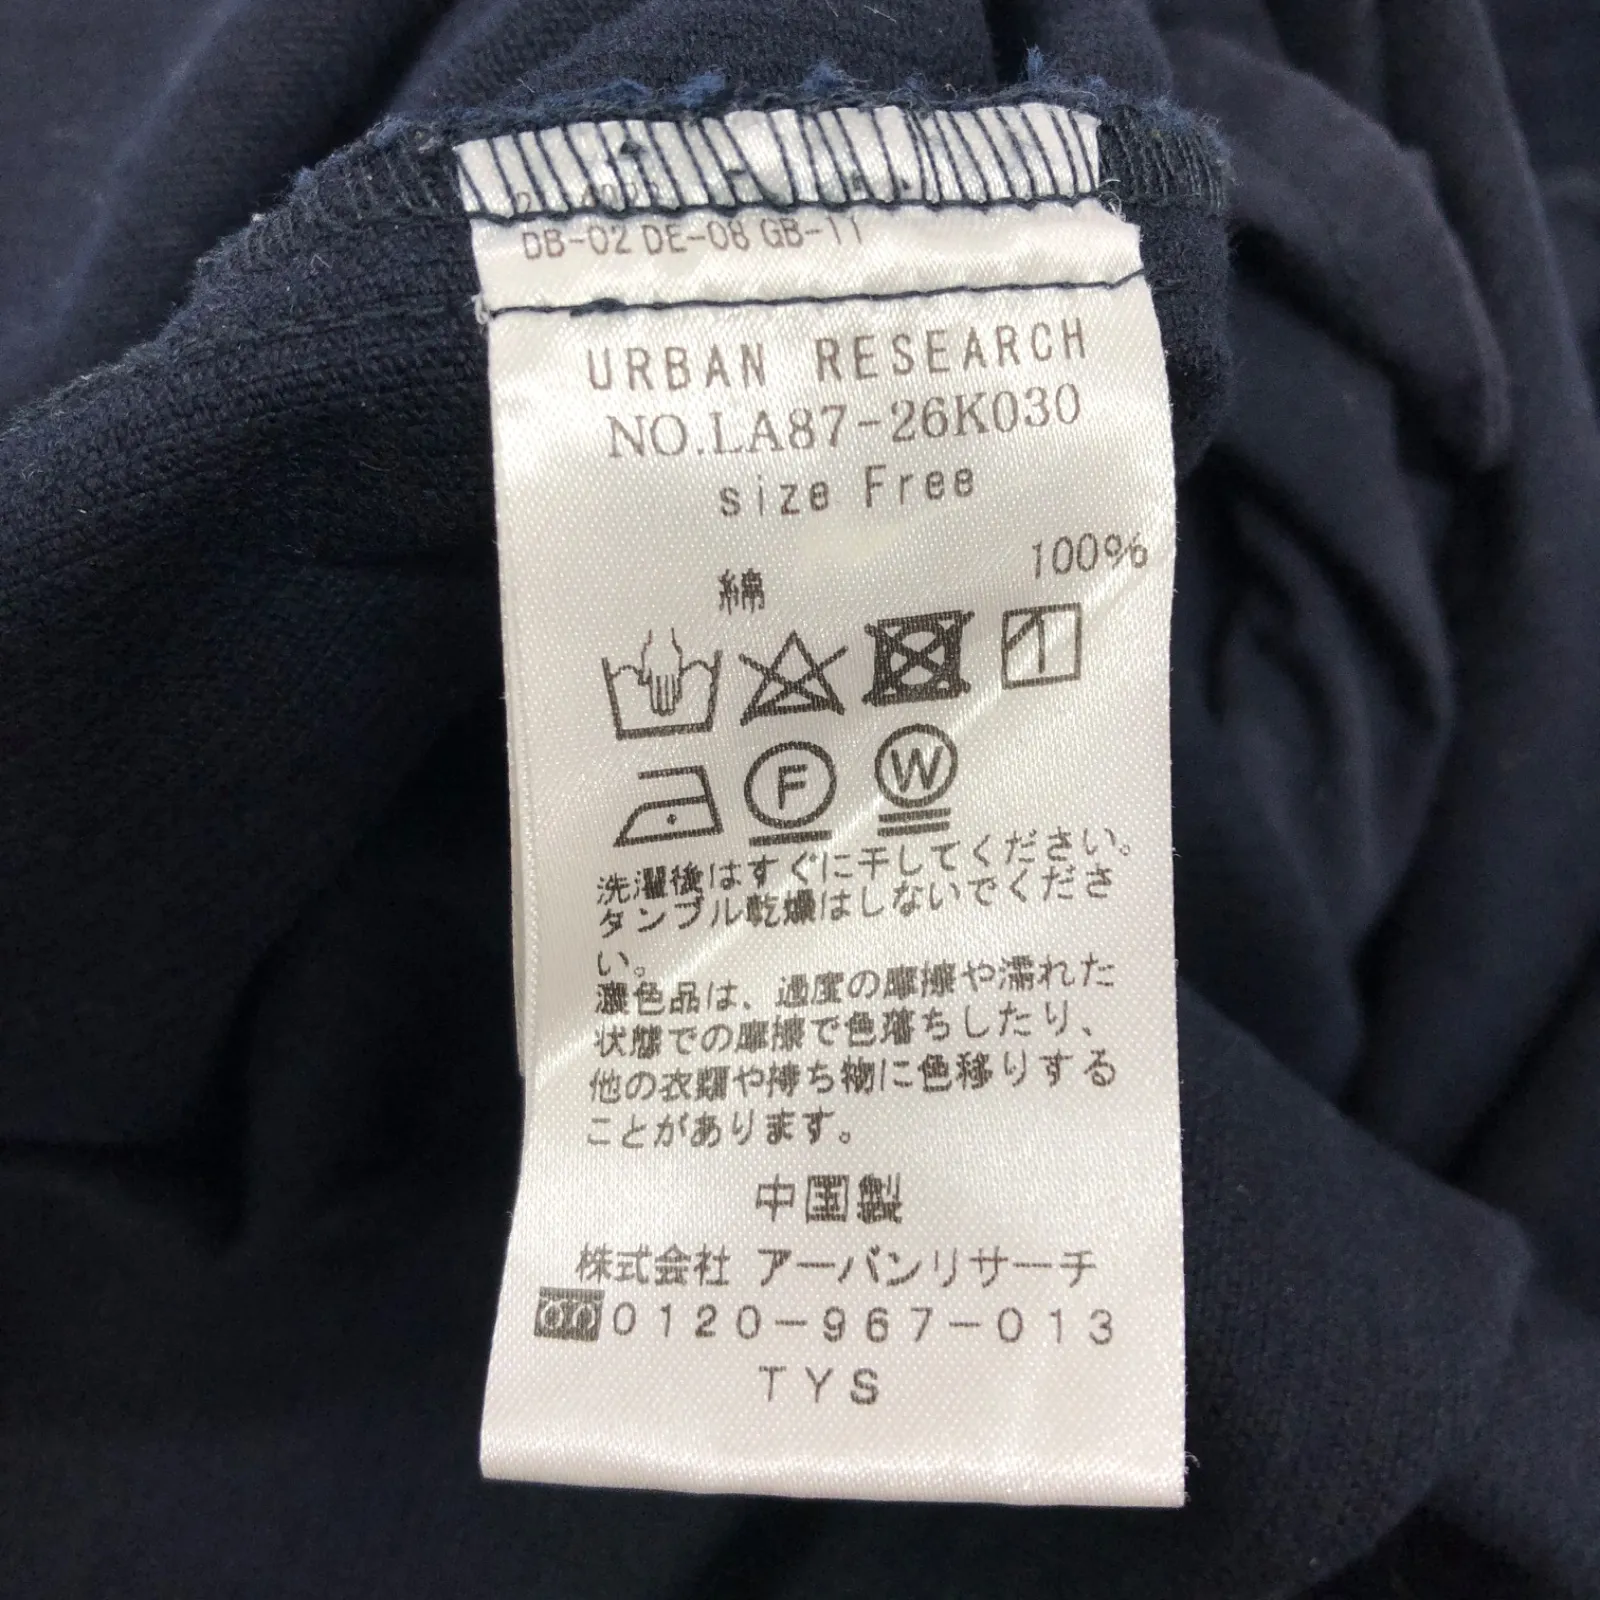 DB-02 DE-08 GB-11
URBAN RESEARCH
NO.LA87-26K030
size Free
綿 100%
F W
洗濯後はすぐに干してください。
タンブル乾燥はしないでくださ
い。
濃色品は、過度の摩擦や濡れた
状態での摩擦で色落ちしたり、
他の衣類や持ち物に色移りする
ことがあります。
中国製
株式会社 アーバンリサーチ
0120-967-013
TYS